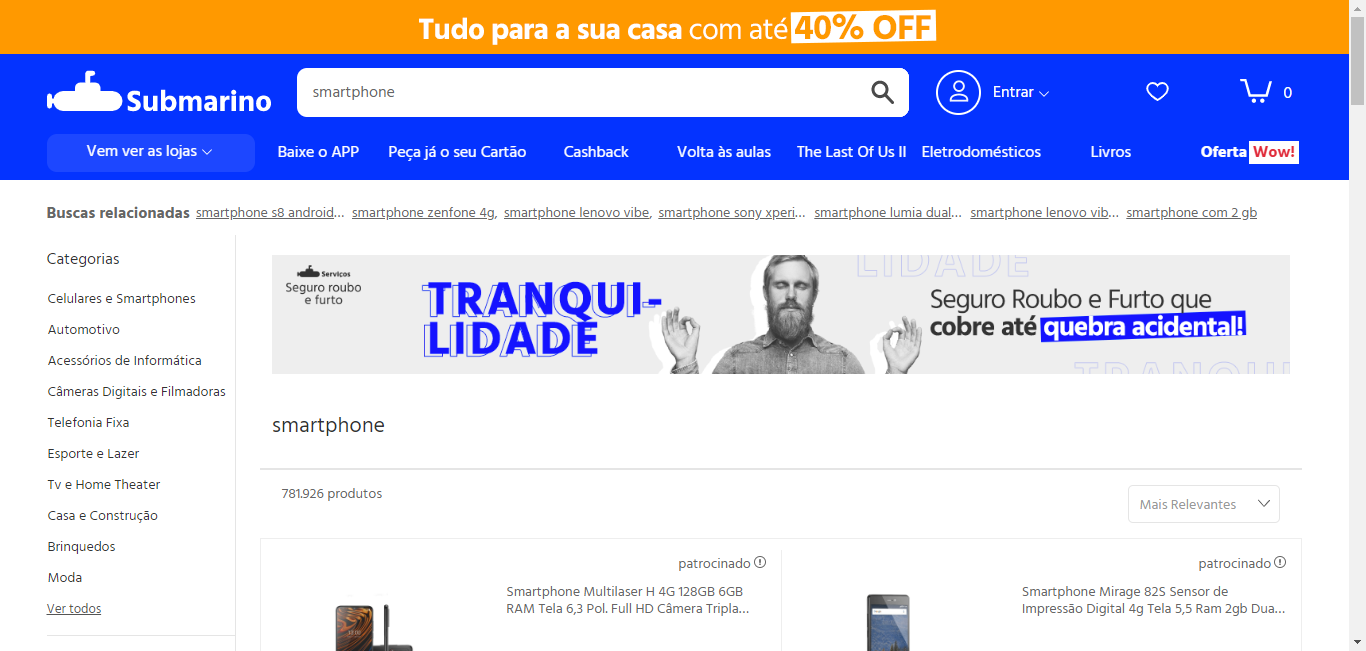 Tudo para a sua casa com até 40% OFF
Submarino
smartphone
Entrar
0
Vem ver as lojas
Baixe o APP
Peça já o seu Cartão
Cashback
Volta às aulas
The Last Of Us II
Eletrodomésticos
Livros
Oferta Wow!
Buscas relacionadas smartphone s8 android... smartphone zenfone 4g, smartphone lenovo vibe, smartphone sony xperi... smartphone lumia dual... smartphone lenovo vib... smartphone com 2 gb
Categorias
Celulares e Smartphones
Automotivo
Acessórios de Informática
Câmeras Digitais e Filmadoras
Telefonia Fixa
Esporte e Lazer
Tv e Home Theater
Casa e Construção
Brinquedos
Moda
Ver todos
Serviços
Seguro roubo
e furto
TRANQUI-
LIDADE
LIDADE
Seguro Roubo e Furto que
cobre até quebra acidental!
TRANQUI
smartphone
781.926 produtos
Mais Relevantes
patrocinado
Smartphone Multilaser H 4G 128GB 6GB
RAM Tela 6,3 Pol. Full HD Câmera Tripla...
patrocinado
Smartphone Mirage 82S Sensor de
Impressão Digital 4g Tela 5,5 Ram 2gb Dua...